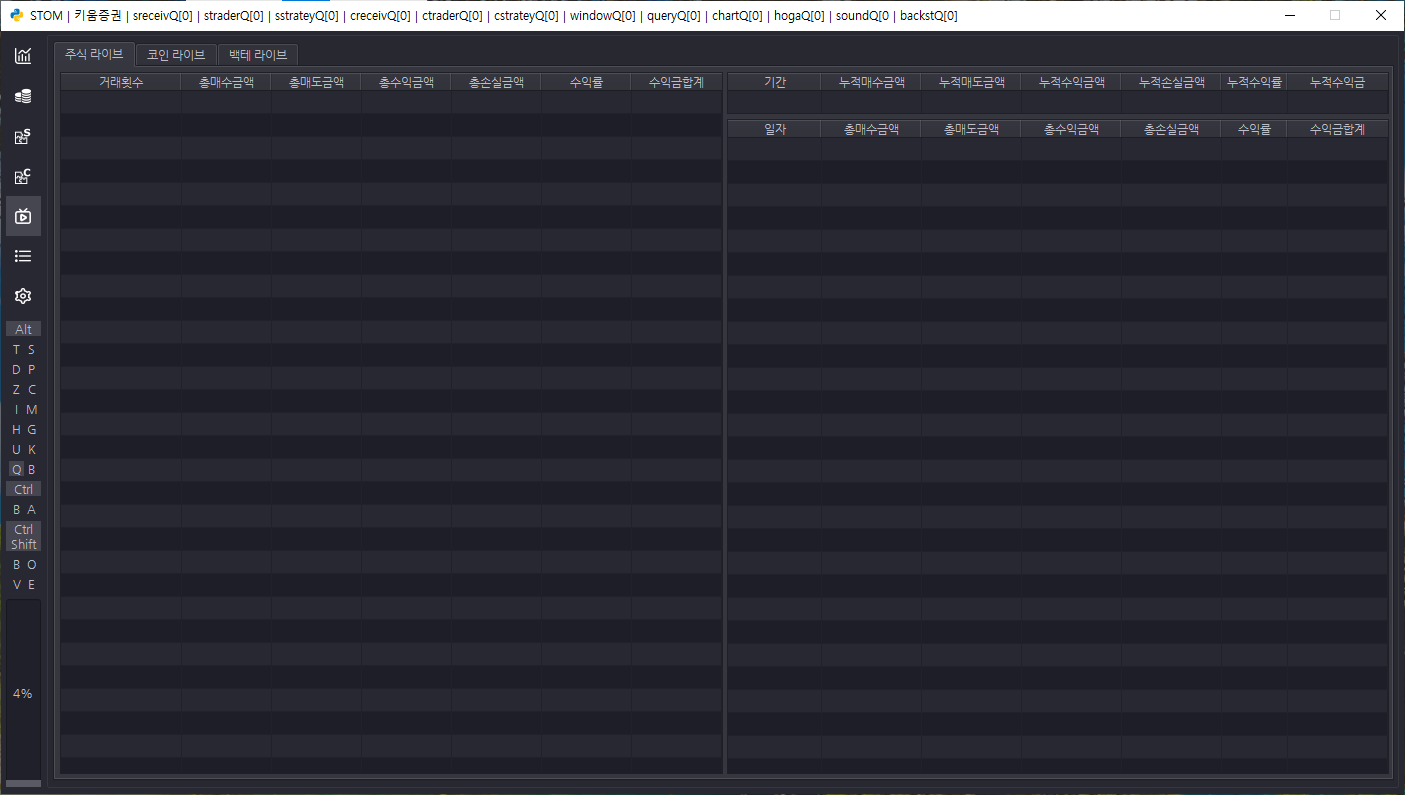 STOM | 키움증권 | sreceivQ[0] | straderQ[0] | sstrateyQ[0] | creceivQ[0] | ctraderQ[0] | cstrateyQ[0] | windowQ[0] | queryQ[0] | chartQ[0] | hogaQ[0] | soundQ[0 | backstQ[0]
주식 라이브 코인 라이브 백테 라이브
거래횟수 총매수금액 총매도금액 총수익금액 총손실금액 수익률 수익금합계
기간 누적매수금액 누적매도금액 누적수익금액 누적손실금액 누적수익률 누적수익금
일자 총매수금액 총매도금액 총수익금액 총손실금액 수익률 수익금합계
S
C
Alt
T S
D P
Z C
I M
H G
U K
Q B
Ctrl
B A
Ctrl
Shift
B O
V E
4%